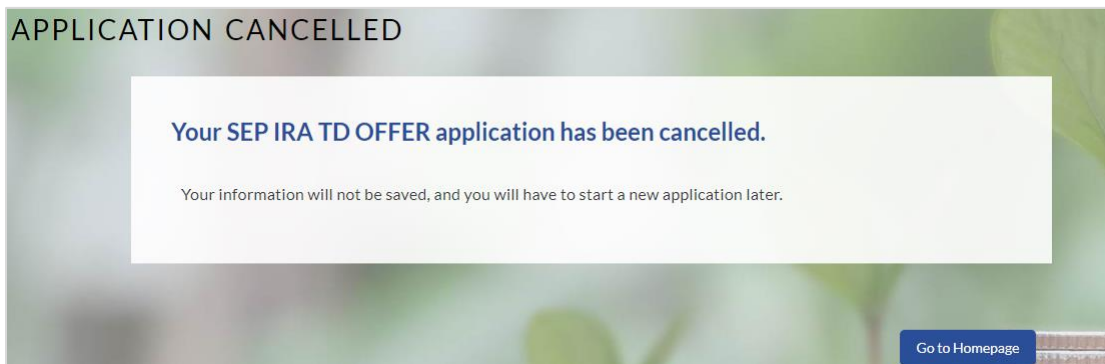 APPLICATION CANCELLED
Your SEP IRA TD OFFER application has been cancelled.
Your information will not be saved, and you will have to start a new application later.
Go to Homepage